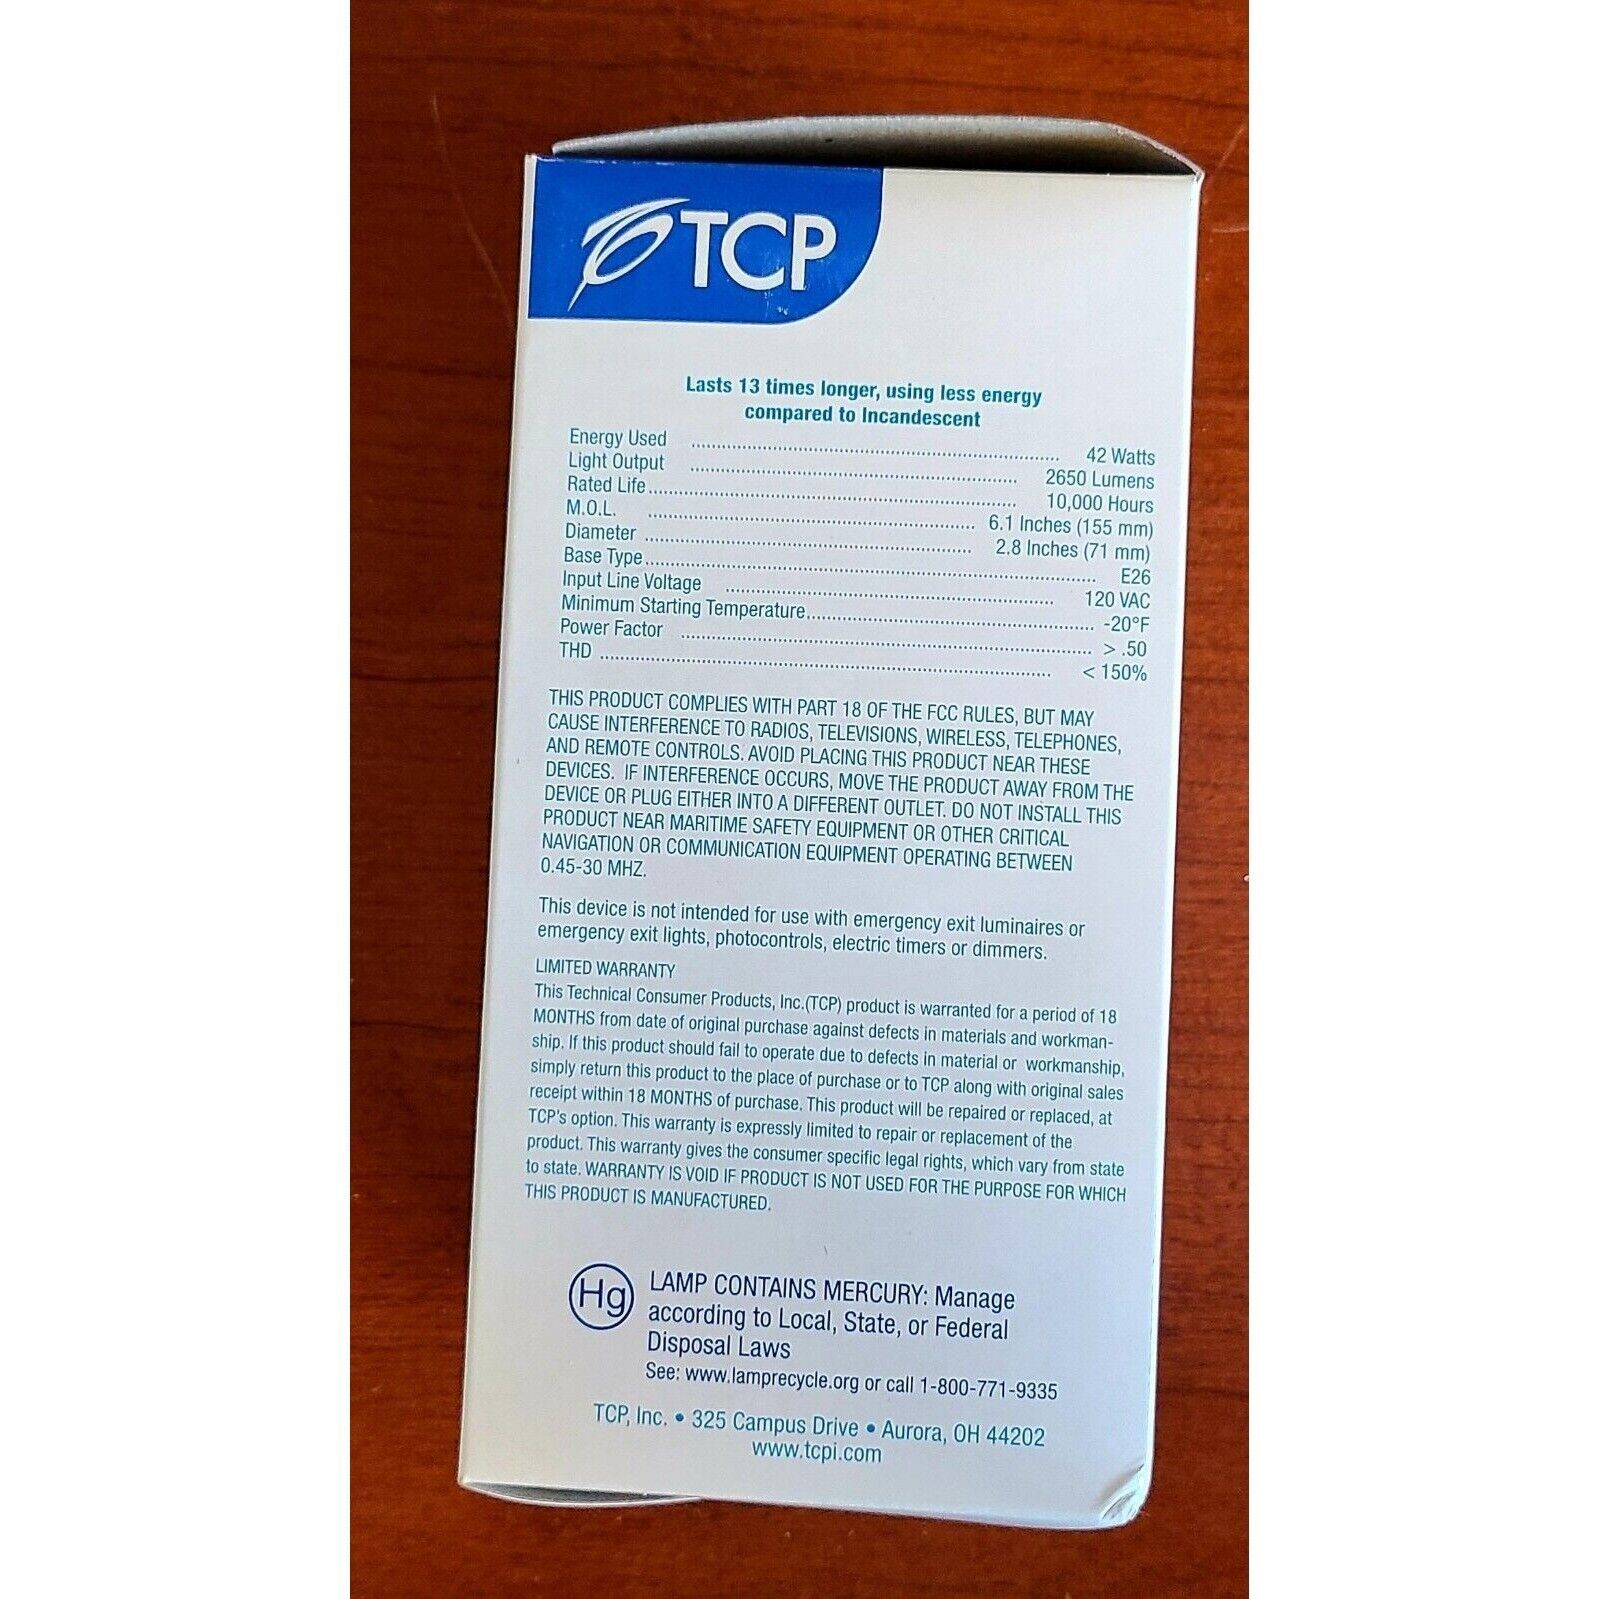 TCP
Lasts 13 times longer, using less energy
compared to Incandescent
Energy Used ........ 42 Watts
Light Output ........ 2650 Lumens
Rated Life ........ 10,000 Hours
M.O.L. ........ 6.1 Inches (155 mm)
Diameter ........ 2.8 Inches (71 mm)
Base Type ........ E26
Input Line Voltage ........ 120 VAC
Minimum Starting Temperature ........ -20°F
Power Factor ........ > .50
THD ........ < 150%
THIS PRODUCT COMPLIES WITH PART 18 OF THE FCC RULES, BUT MAY
CAUSE INTERFERENCE TO RADIOS, TELEVISIONS, WIRELESS, TELEPHONES,
AND REMOTE CONTROLS. AVOID PLACING THIS PRODUCT NEAR THESE
DEVICES. IF INTERFERENCE OCCURS, MOVE THE PRODUCT AWAY FROM THE
DEVICE OR PLUG EITHER INTO A DIFFERENT OUTLET. DO NOT INSTALL THIS
PRODUCT NEAR MARITIME SAFETY EQUIPMENT OR OTHER CRITICAL
NAVIGATION OR COMMUNICATION EQUIPMENT OPERATING BETWEEN
0.45-30 MHZ.
This device is not intended for use with emergency exit luminaires or
emergency exit lights, photocontrols, electric timers or dimmers.
LIMITED WARRANTY
This Technical Consumer Products, Inc.(TCP) product is warranted for a period of 18
MONTHS from date of original purchase against defects in materials and workman-
ship. If this product should fail to operate due to defects in material or workmanship,
simply return this product to the place of purchase or to TCP along with original sales
receipt within 18 MONTHS of purchase. This product will be repaired or replaced, at
TCP's option. This warranty is expressly limited to repair or replacement of the
product. This warranty gives the consumer specific legal rights, which vary from state
to state. WARRANTY IS VOID IF PRODUCT IS NOT USED FOR THE PURPOSE FOR WHICH
THIS PRODUCT IS MANUFACTURED.
Hg LAMP CONTAINS MERCURY: Manage
according to Local, State, or Federal
Disposal Laws
See: www.lamprecycle.org or call 1-800-771-9335
TCP, Inc. • 325 Campus Drive • Aurora, OH 44202
www.tcpi.com